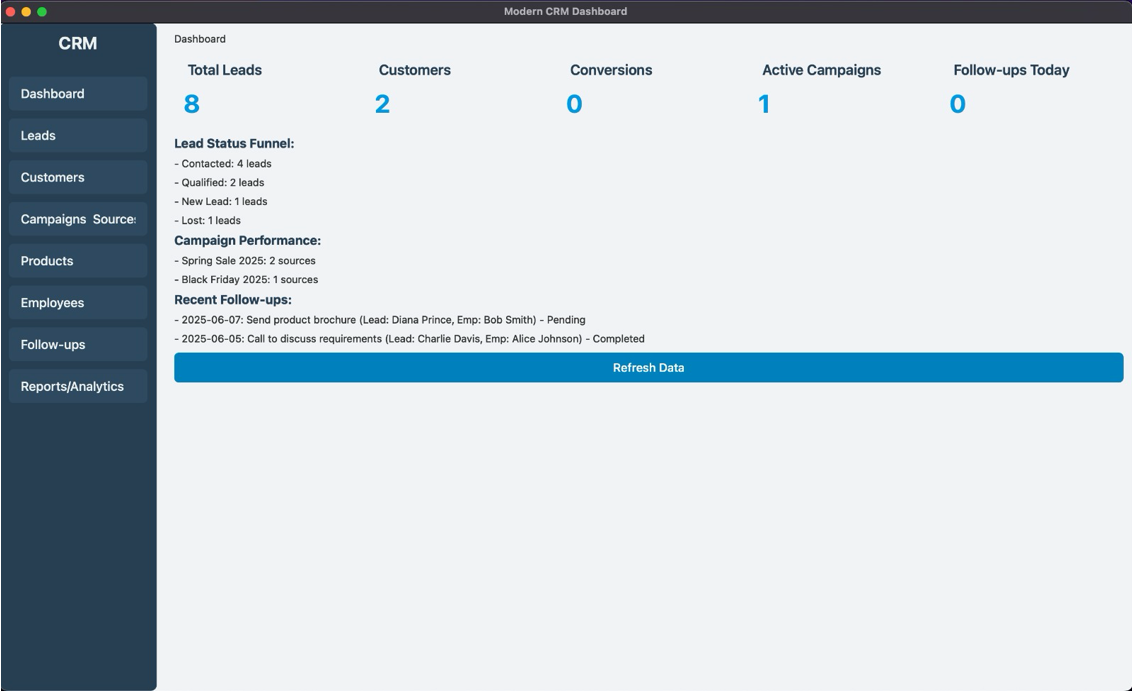 Modern CRM Dashboard
CRM
Dashboard
Leads
Customers
Campaigns Source
Products
Employees
Follow-ups
Reports/Analytics
Dashboard
Total Leads
Customers
Conversions
Active Campaigns
Follow-ups Today
8
2
0
1
0
Lead Status Funnel:
- Contacted: 4 leads
- Qualified: 2 leads
- New Lead: 1 leads
- Lost: 1 leads
Campaign Performance:
- Spring Sale 2025: 2 sources
- Black Friday 2025: 1 sources
Recent Follow-ups:
- 2025-06-07: Send product brochure (Lead: Diana Prince, Emp: Bob Smith) - Pending
- 2025-06-05: Call to discuss requirements (Lead: Charlie Davis, Emp: Alice Johnson) - Completed
Refresh Data